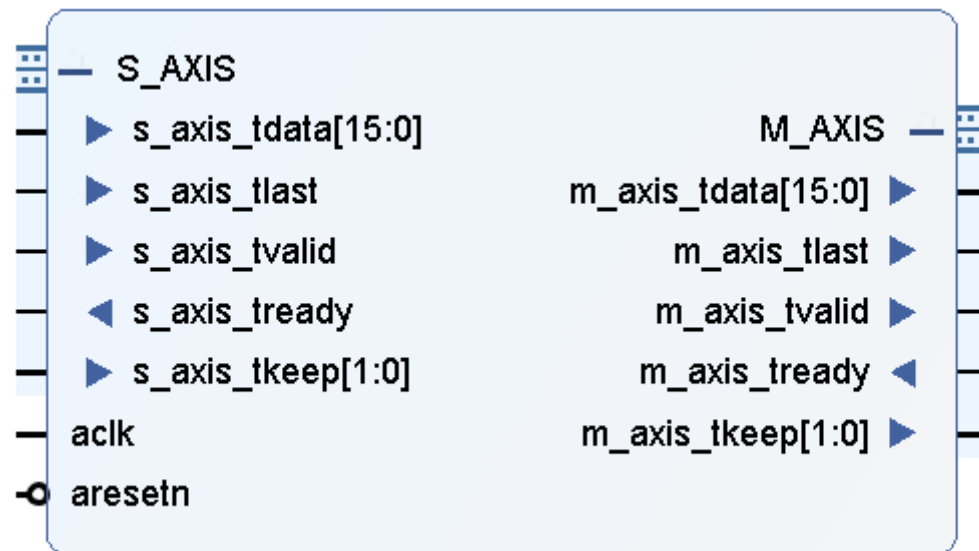 S_AXIS
s_axis_tdata[15:0]
s_axis_tlast
s_axis_tvalid
s_axis_tready
s_axis_tkeep[1:0]
aclk
aresetn
M_AXIS
m_axis_tdata[15:0]
m_axis_tlast
m_axis_tvalid
m_axis_tready
m_axis_tkeep[1:0]